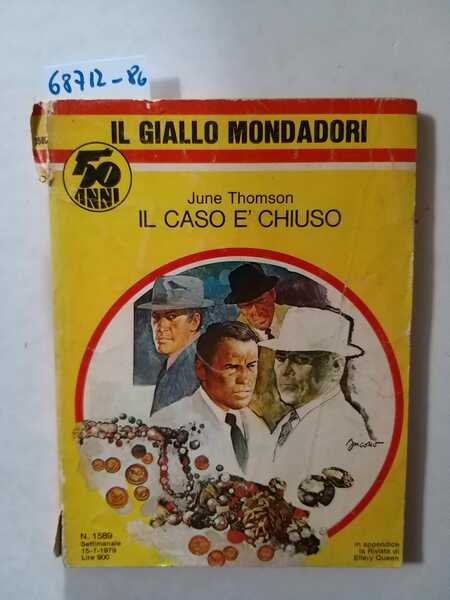 68712-86
IL GIALLO MONDADORI
50
ANNI
June Thomson
IL CASO E' CHIUSO
Jacono
N. 1589
Settimanale
15-7-1979
Lire 900
in appendice
la Rivista di
Ellery Queen